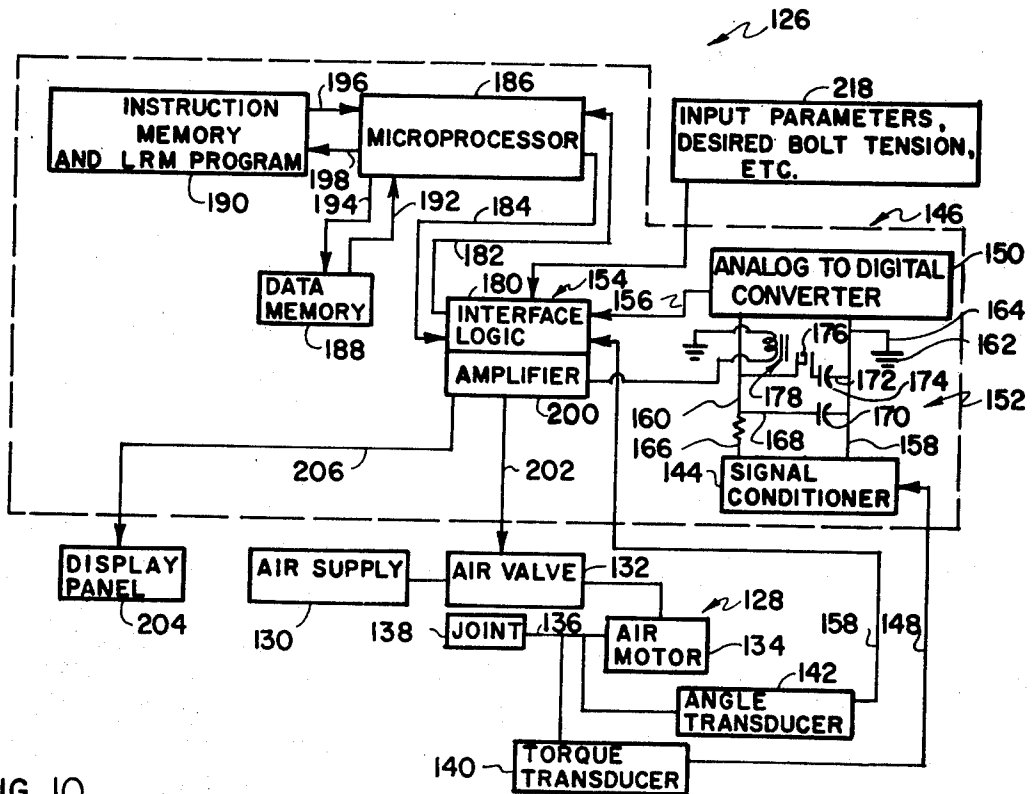 126
196
186
218
INSTRUCTION
MEMORY
AND LRM PROGRAM
MICROPROCESSOR
INPUT PARAMETERS,
DESIRED BOLT TENSION,
ETC.
198
190
194
192
184
146
182
180
154
156
150
ANALOG TO DIGITAL
CONVERTER
DATA
MEMORY
188
INTERFACE
LOGIC
AMPLIFIER
176
164
162
172
174
178
152
160
170
200
168
166
158
206
202
144
SIGNAL
CONDITIONER
DISPLAY
PANEL
204
AIR SUPPLY
130
AIR VALVE
132
128
138
JOINT
136
AIR
MOTOR
134
158
148
142
ANGLE
TRANSDUCER
140
TORQUE
TRANSDUCER
FIG. 10